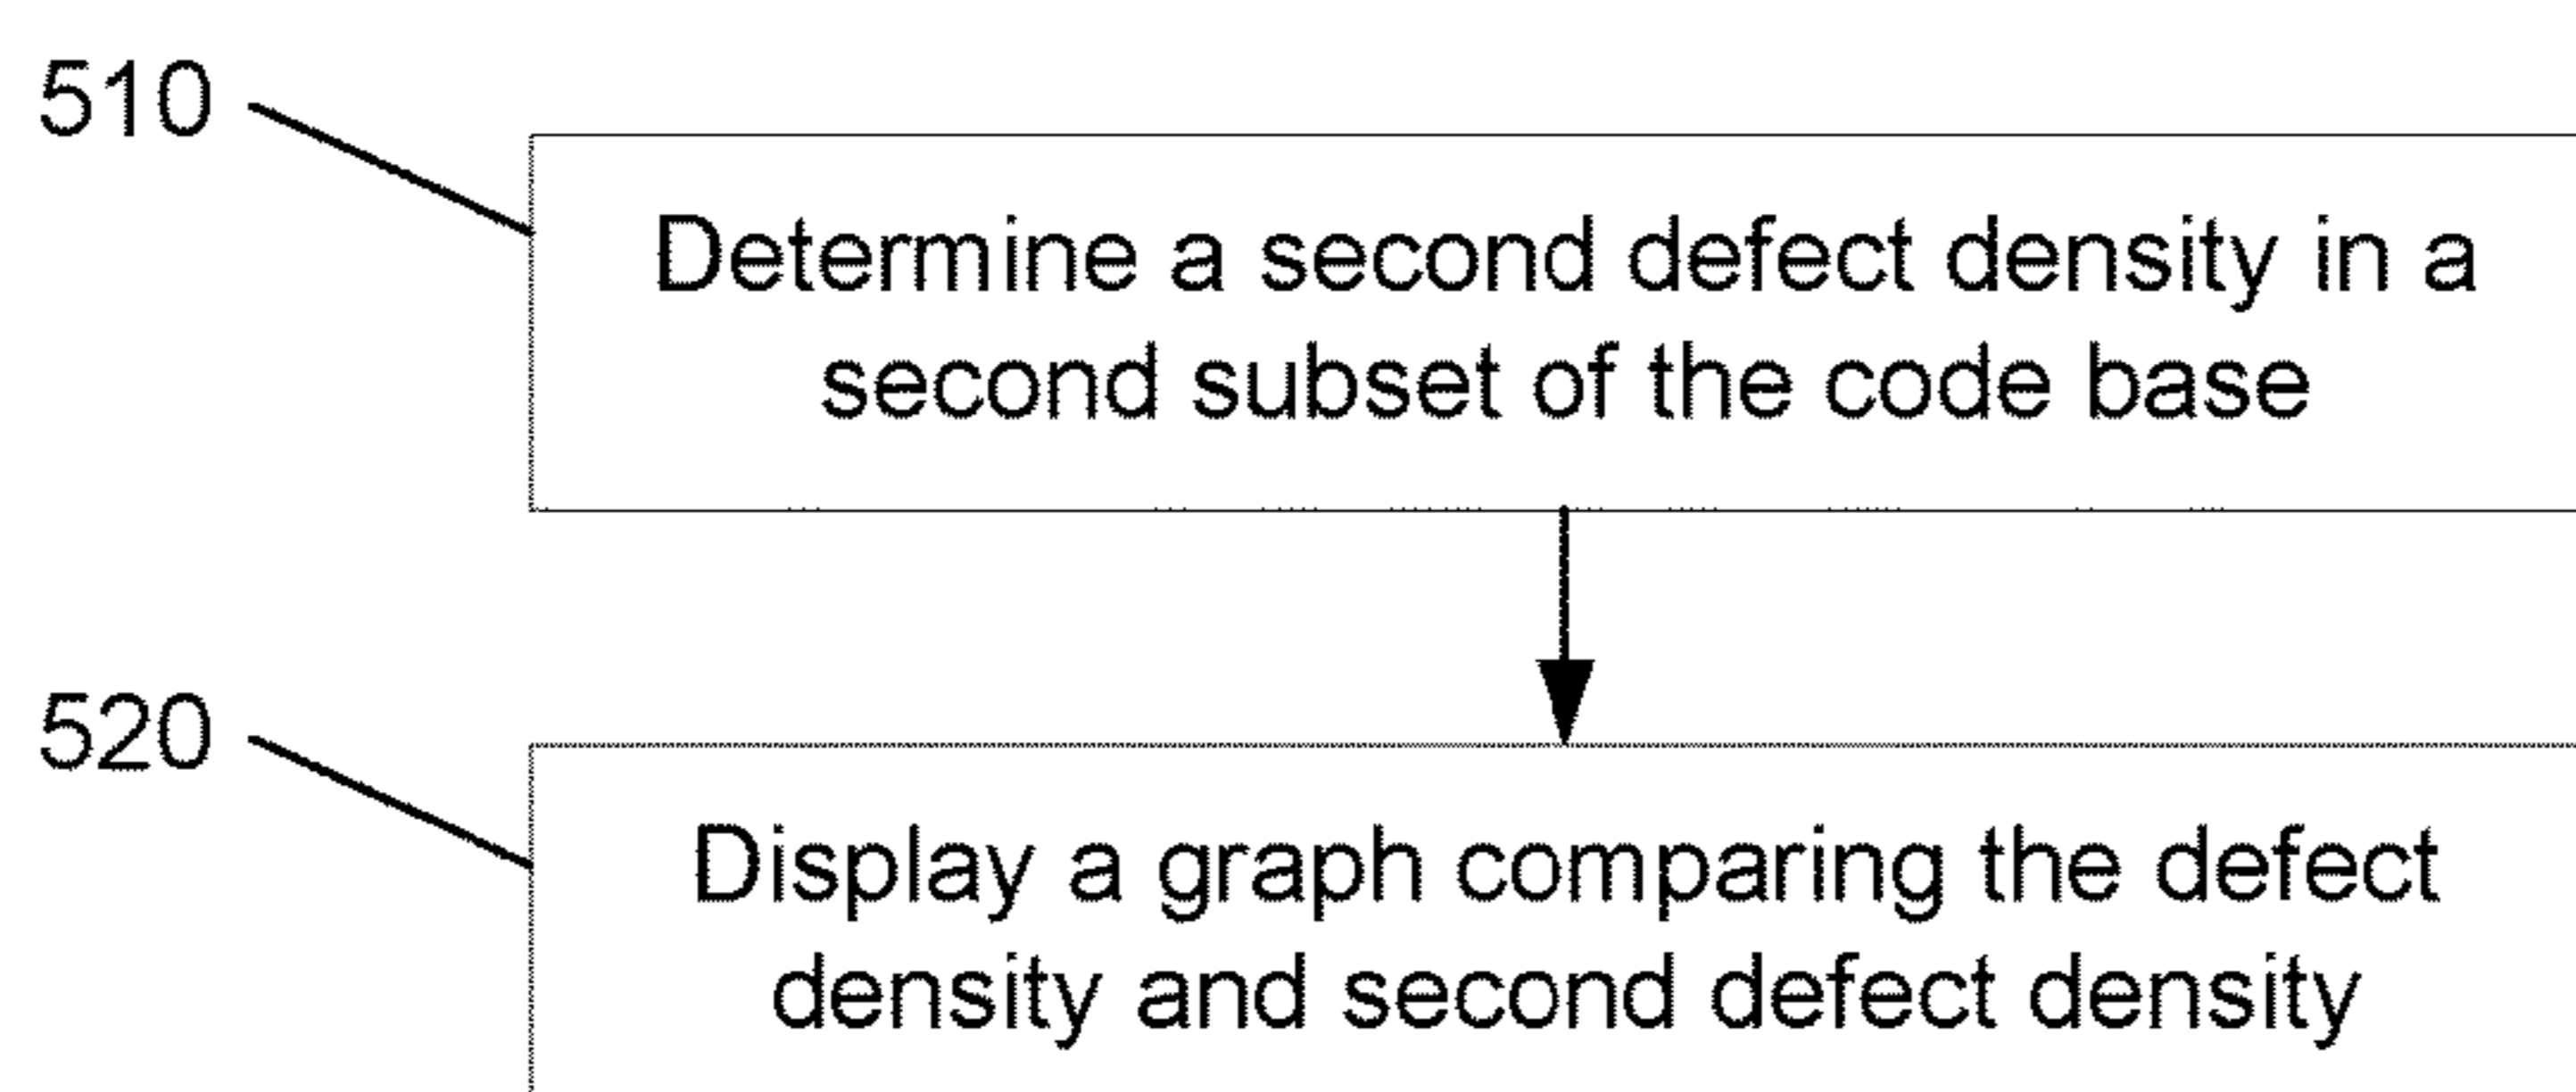 510
Determine a second defect density in a
second subset of the code base
520
Display a graph comparing the defect
density and second defect density